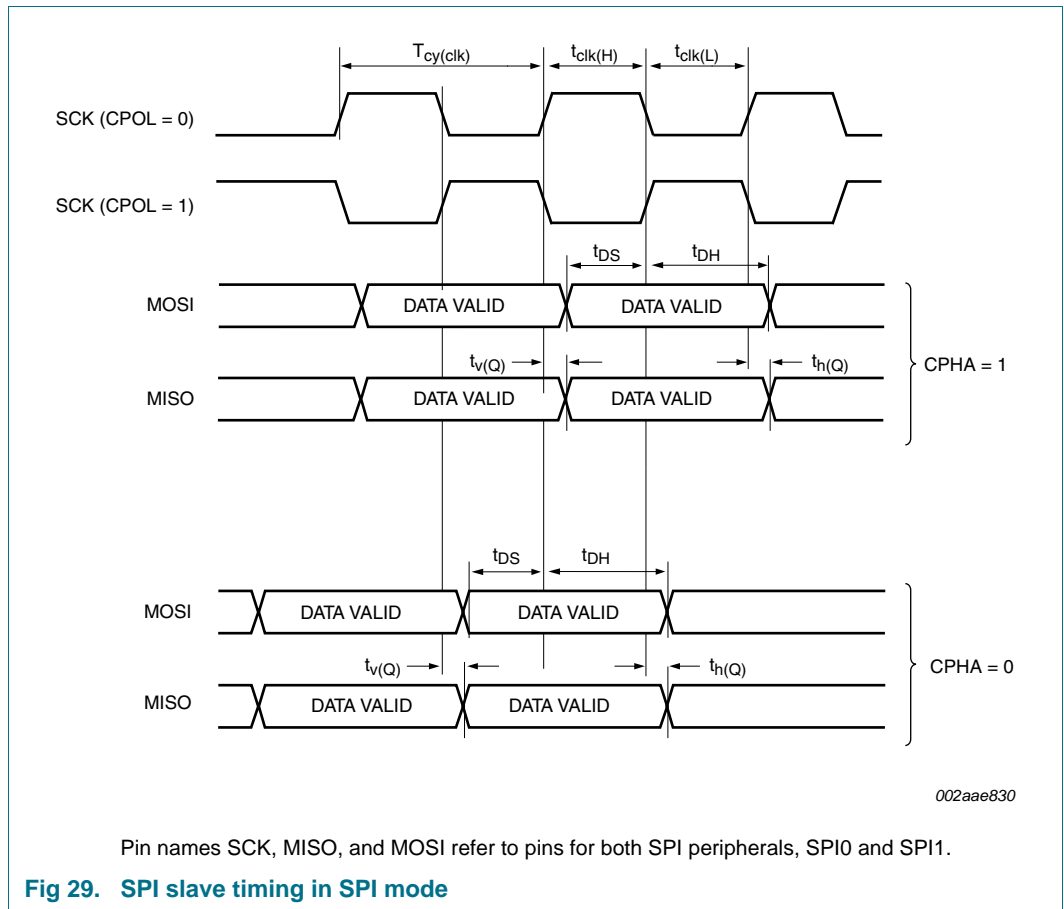 Tcy(clk) tclk(H) tclk(L)
SCK (CPOL = 0)
SCK (CPOL = 1)
tDS tDH
MOSI DATA VALID DATA VALID
tv(Q) th(Q) CPHA = 1
MISO DATA VALID DATA VALID
tDS tDH
MOSI DATA VALID DATA VALID
tv(Q) th(Q) CPHA = 0
MISO DATA VALID DATA VALID
002aae830
Pin names SCK, MISO, and MOSI refer to pins for both SPI peripherals, SPI0 and SPI1.
Fig 29. SPI slave timing in SPI mode